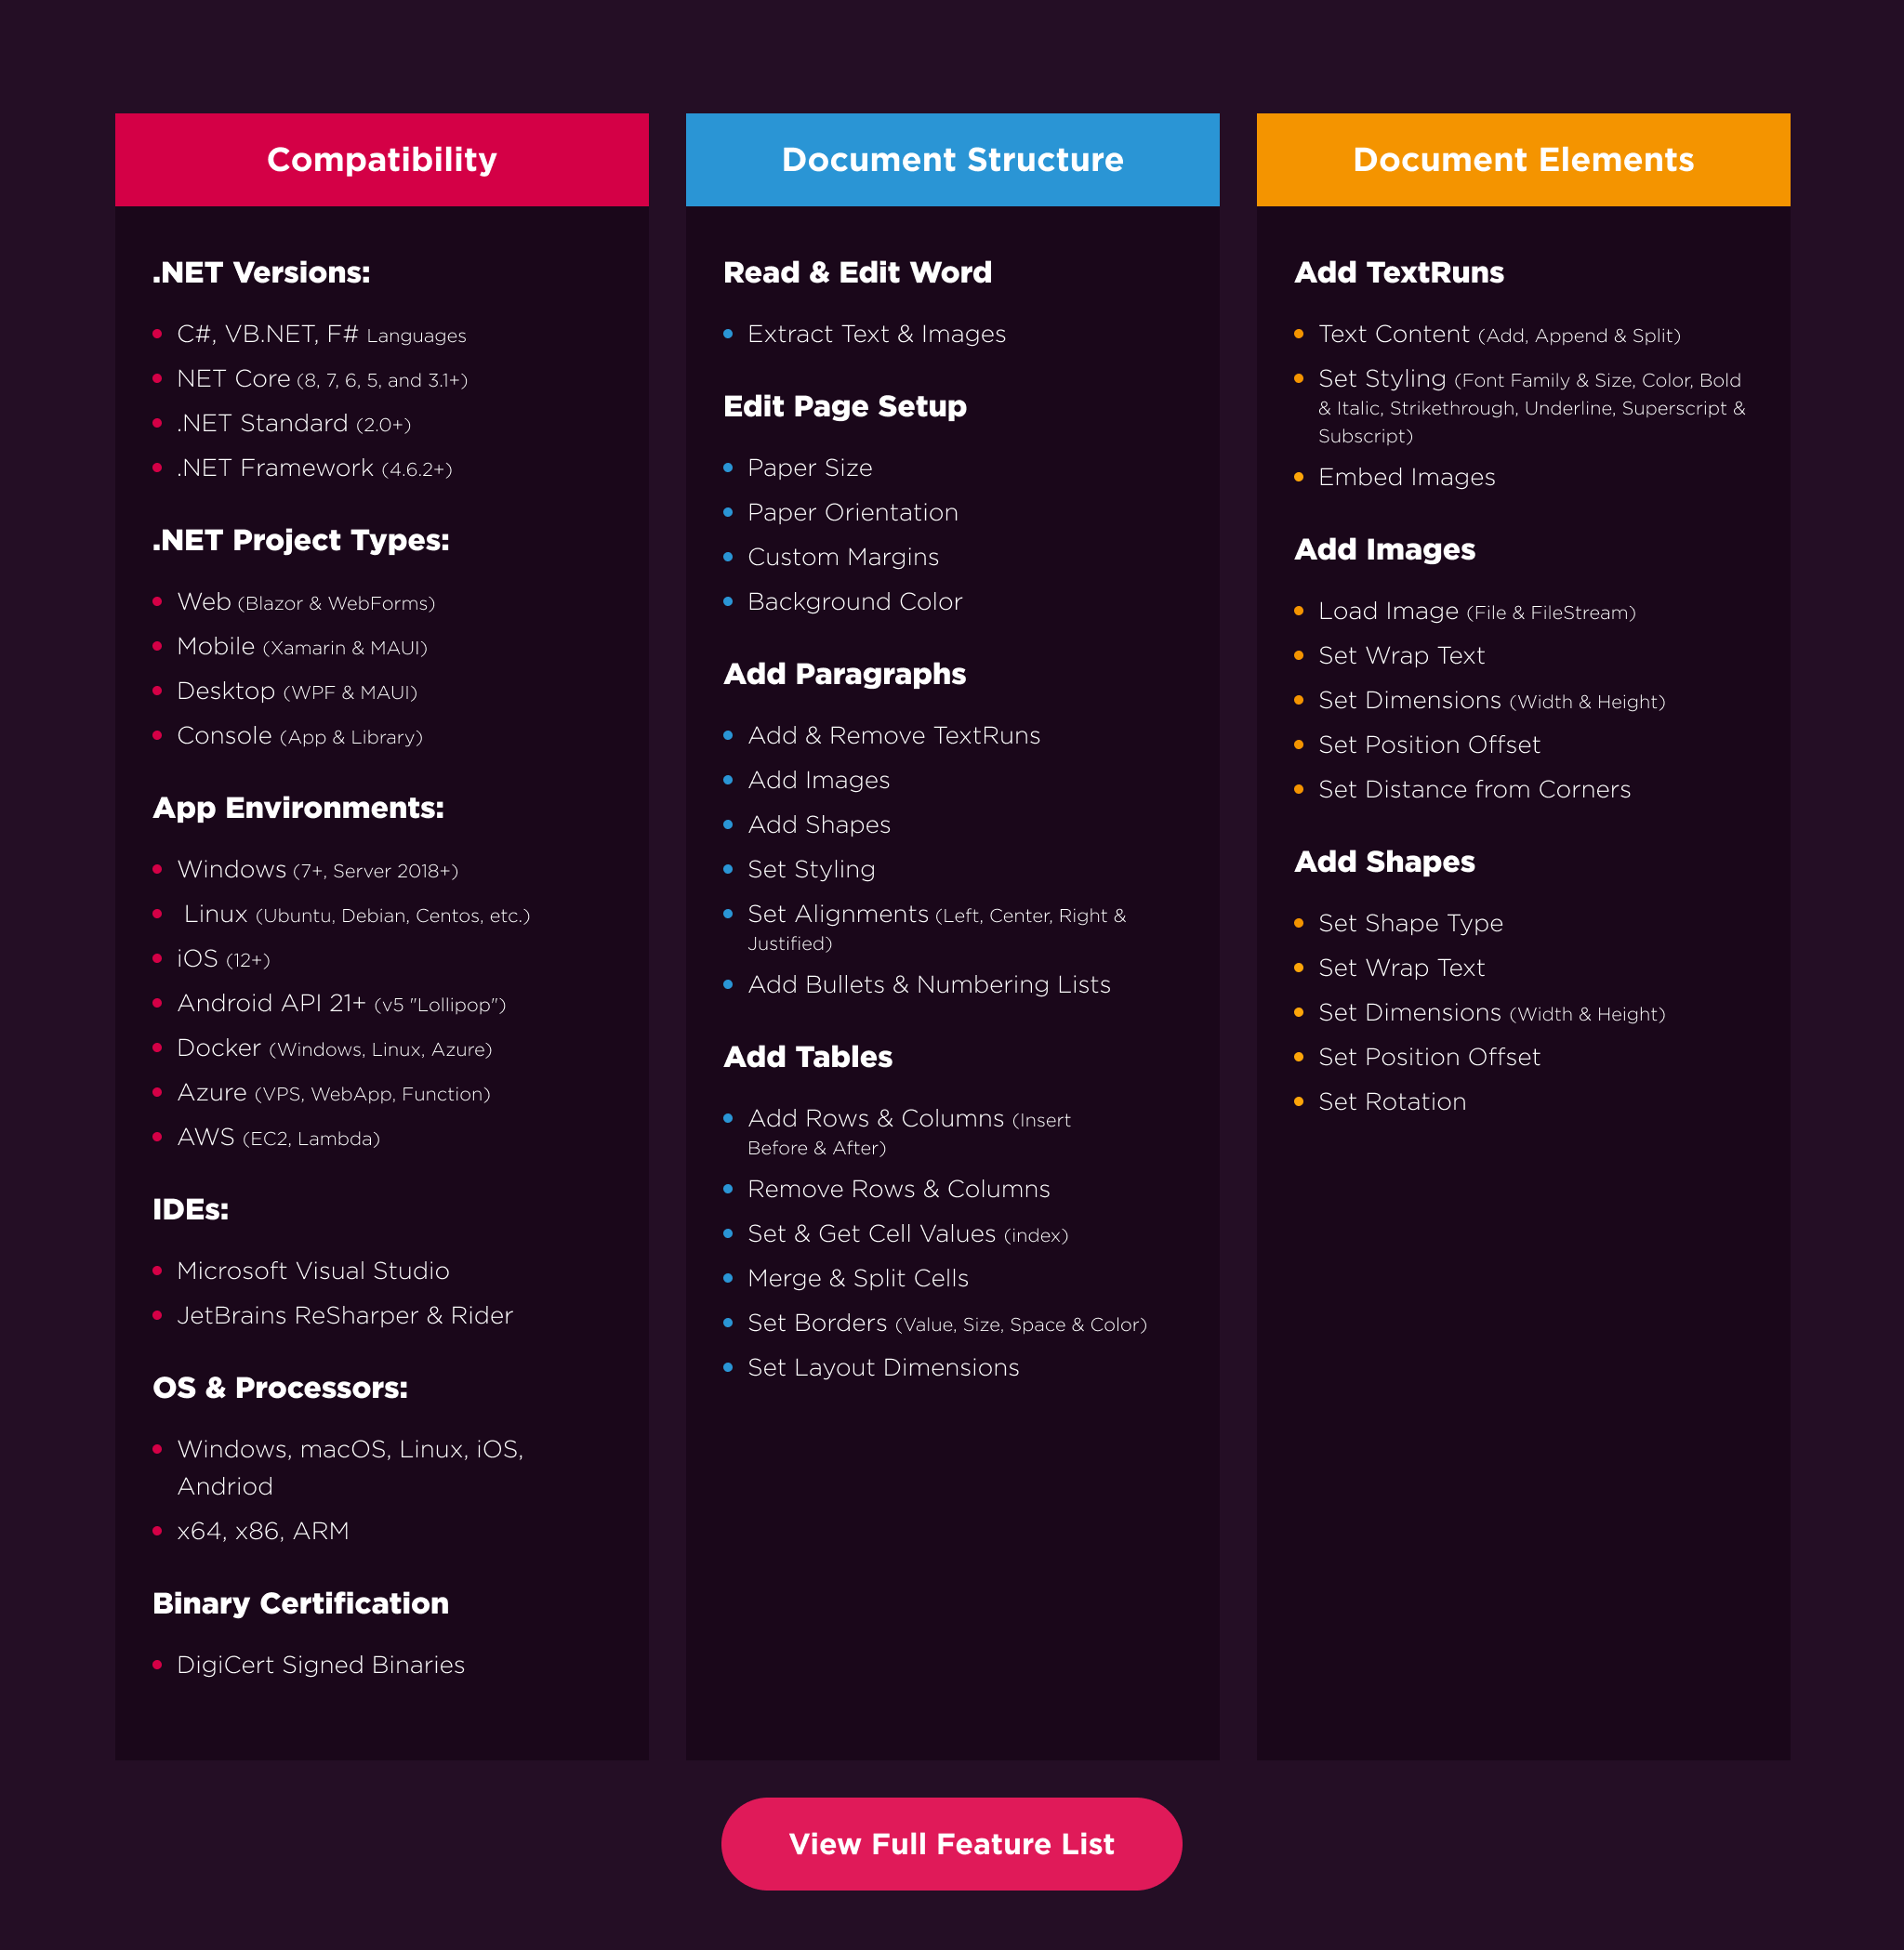 Compatibility
.NET Versions:
C#, VB.NET, F# Languages
NET Core (8, 7, 6, 5, and 3.1+)
.NET Standard (2.0+)
.NET Framework (4.6.2+)
.NET Project Types:
Web (Blazor & WebForms)
Mobile (Xamarin & MAUI)
Desktop (WPF & MAUI)
Console (App & Library)
App Environments:
Windows (7+, Server 2018+)
Linux (Ubuntu, Debian, Centos, etc.)
iOS (12+)
Android API 21+ (v5 "Lollipop")
Docker (Windows, Linux, Azure)
Azure (VPS, WebApp, Function)
AWS (EC2, Lambda)
IDEs:
Microsoft Visual Studio
JetBrains ReSharper & Rider
OS & Processors:
Windows, macOS, Linux, iOS,
Andriod
x64, x86, ARM
Binary Certification
DigiCert Signed Binaries
Document Structure
Read & Edit Word
Extract Text & Images
Edit Page Setup
Paper Size
Paper Orientation
Custom Margins
Background Color
Add Paragraphs
Add & Remove TextRuns
Add Images
Add Shapes
Set Styling
Set Alignments (Left, Center, Right &
Justified)
Add Bullets & Numbering Lists
Add Tables
Add Rows & Columns (Insert
Before & After)
Remove Rows & Columns
Set & Get Cell Values (index)
Merge & Split Cells
Set Borders (Value, Size, Space & Color)
Set Layout Dimensions
Document Elements
Add TextRuns
Text Content (Add, Append & Split)
Set Styling (Font Family & Size, Color, Bold
& Italic, Strikethrough, Underline, Superscript &
Subscript)
Embed Images
Add Images
Load Image (File & FileStream)
Set Wrap Text
Set Dimensions (Width & Height)
Set Position Offset
Set Distance from Corners
Add Shapes
Set Shape Type
Set Wrap Text
Set Dimensions (Width & Height)
Set Position Offset
Set Rotation
View Full Feature List